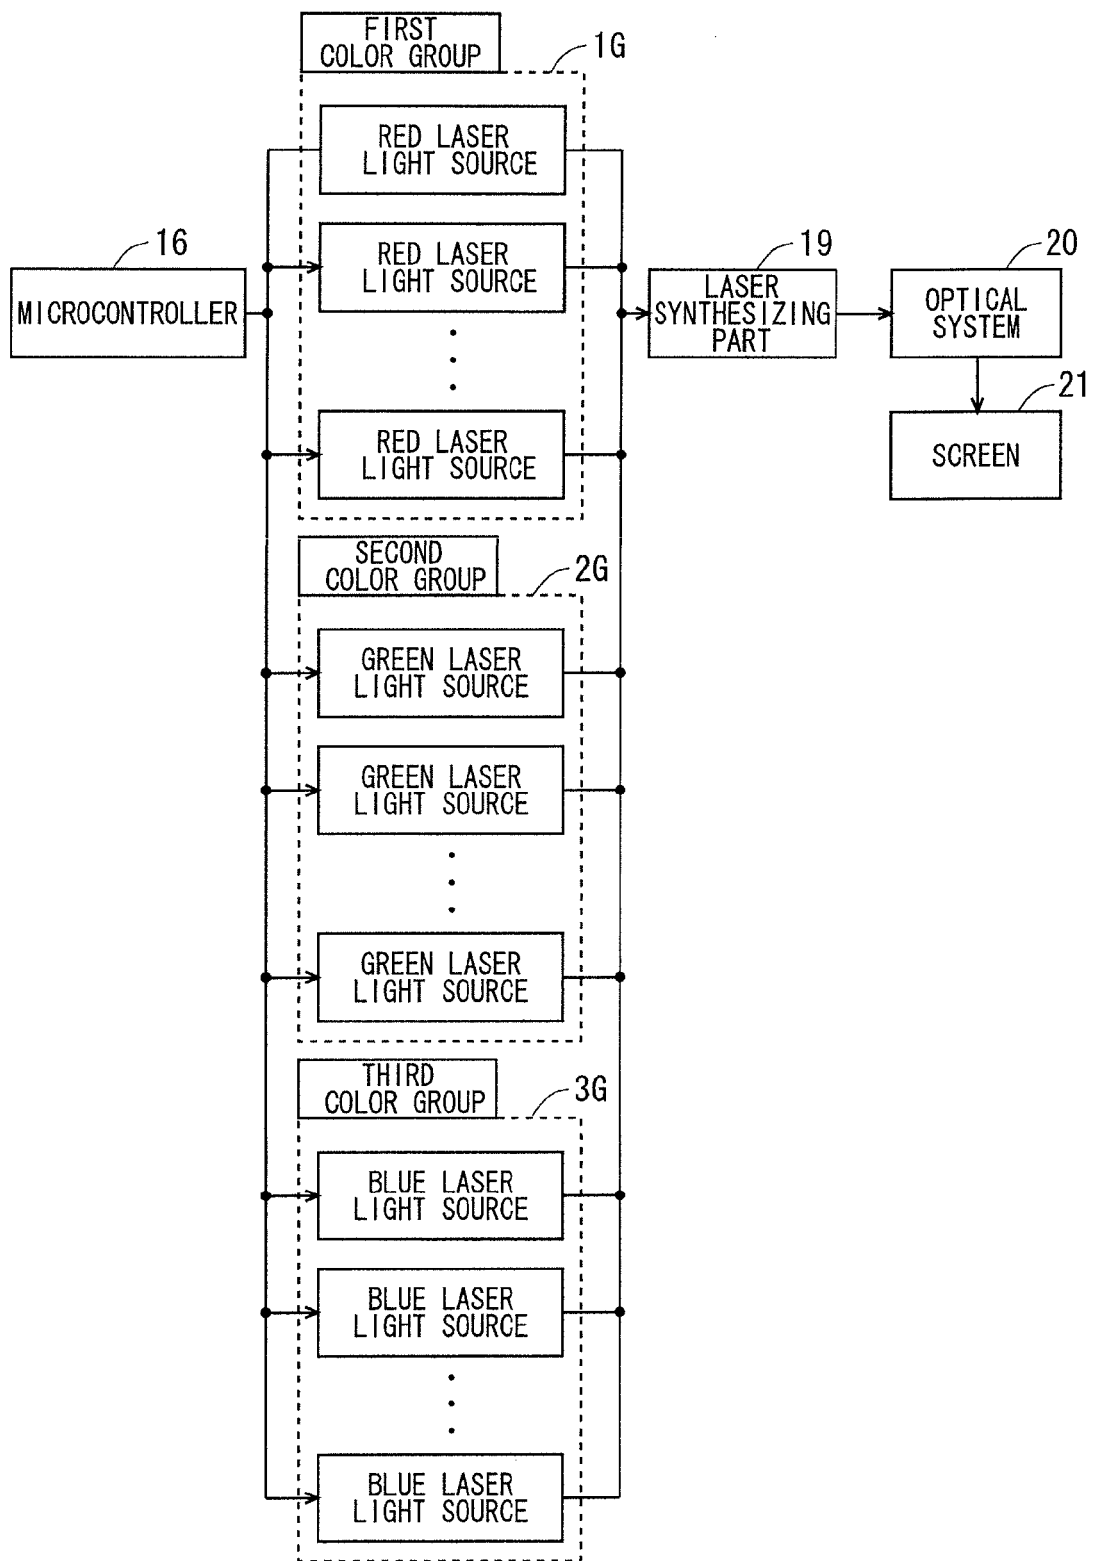 FIRST
COLOR GROUP
1G
RED LASER
LIGHT SOURCE
RED LASER
LIGHT SOURCE
RED LASER
LIGHT SOURCE
16
MICROCONTROLLER
19
LASER
SYNTHESIZING
PART
20
OPTICAL
SYSTEM
21
SCREEN
SECOND
COLOR GROUP
2G
GREEN LASER
LIGHT SOURCE
GREEN LASER
LIGHT SOURCE
GREEN LASER
LIGHT SOURCE
THIRD
COLOR GROUP
3G
BLUE LASER
LIGHT SOURCE
BLUE LASER
LIGHT SOURCE
BLUE LASER
LIGHT SOURCE